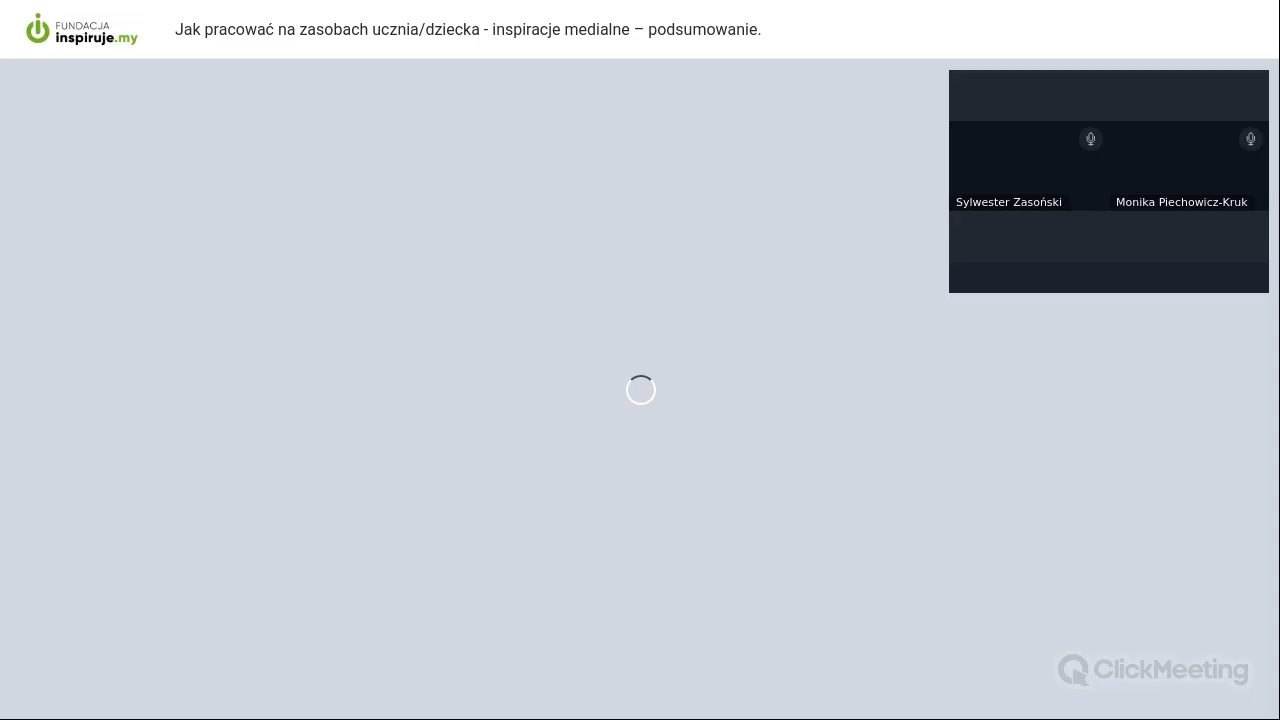 FUNDACJA
inspiruje.my
Jak pracować na zasobach ucznia/dziecka - inspiracje medialne – podsumowanie.
Sylwester Zasoński
Monika Piechowicz-Kruk
ClickMeeting